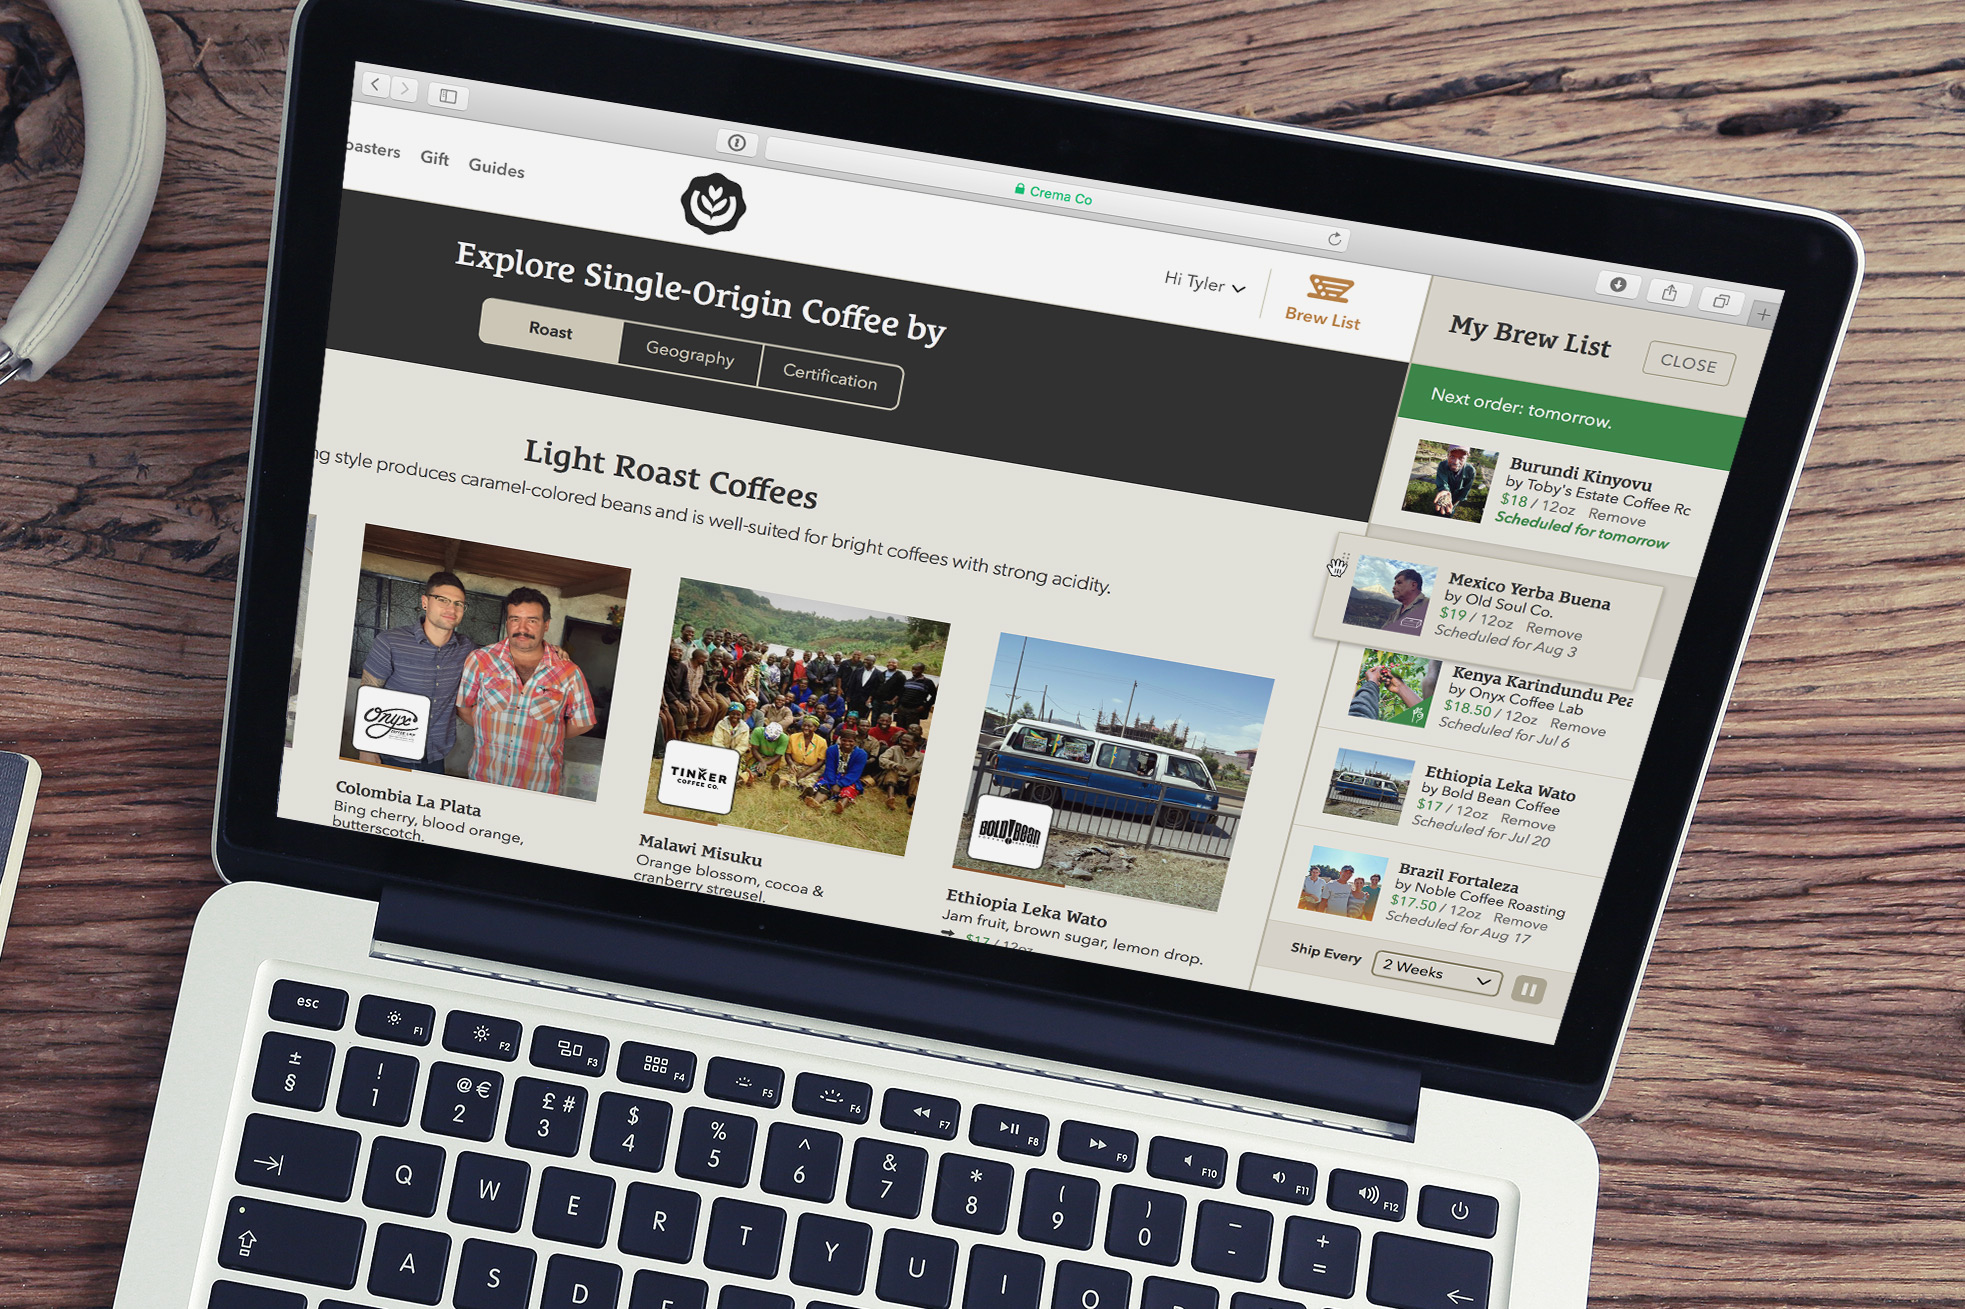 Crema Co
Gift
Guides
Hi Tyler
Brew List
Explore Single-Origin Coffee by
Roast
Geography
Certification
Light Roast Coffees
style produces caramel-colored beans and is well-suited for bright coffees with strong acidity.
Onyx
COFFEE LAB
Colombia La Plata
Bing cherry, blood orange,
butterscotch.
TINKER
COFFEE CO.
Malawi Misuku
Orange blossom, cocoa &
cranberry streusel.
BOLD BEAN
Ethiopia Leka Wato
Jam fruit, brown sugar, lemon drop.
$17 / 12oz
My Brew List
CLOSE
Next order: tomorrow.
Burundi Kinyovu
by Toby's Estate Coffee Rc
$18 / 12oz Remove
Scheduled for tomorrow
Mexico Yerba Buena
by Old Soul Co.
$19 / 12oz Remove
Scheduled for Aug 3
Kenya Karindundu Pea
by Onyx Coffee Lab
$18.50 / 12oz Remove
Scheduled for Jul 6
Ethiopia Leka Wato
by Bold Bean Coffee
$17 / 12oz Remove
Scheduled for Jul 20
Brazil Fortaleza
by Noble Coffee Roasting
$17.50 / 12oz Remove
Scheduled for Aug 17
Ship Every
2 Weeks
esc F1 F2 F3 F4 F5 F6 F7 F8 F9 F10 F11 F12
± ! @ € £ # $ % ^ & * ( ) _ +
§ 1 2 3 4 5 6 7 8 9 0 - =
Q W E R T Y U I O
A S D F